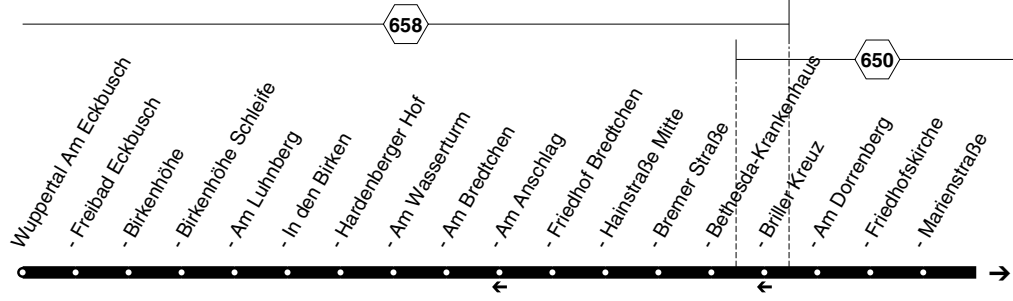 658
650
Wuppertal Am Eckbusch
- Freibad Eckbusch
- Birkenhöhe
- Birkenhöhe Schleife
- Am Luhnberg
- In den Birken
- Hardenberger Hof
- Am Wasserturm
- Am Bredtchen
- Am Anschlag
- Friedhof Bredtchen
- Hainstraße Mitte
- Bremer Straße
- Bethesda-Krankenhaus
- Briller Kreuz
- Am Dorrenberg
- Friedhofskirche
- Marienstraße